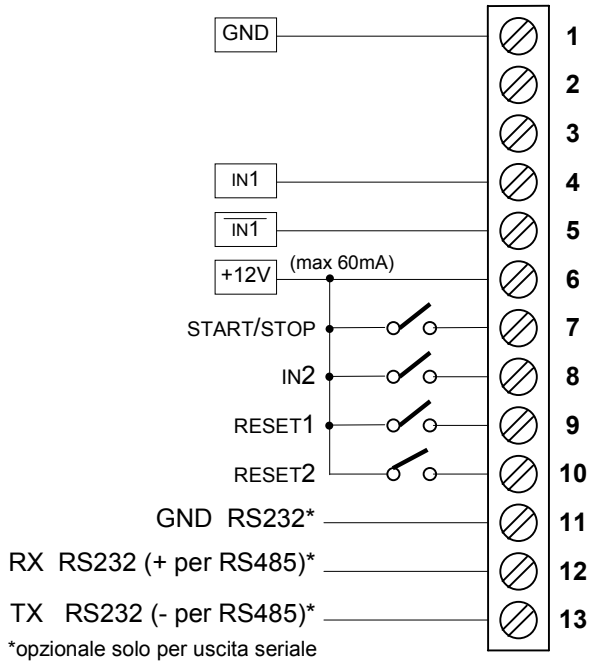 GND 1
2
3
IN1 4
IN1 5
+12V (max 60mA) 6
START/STOP 7
IN2 8
RESET1 9
RESET2 10
GND RS232* 11
RX RS232 (+ per RS485)* 12
TX RS232 (- per RS485)* 13
*opzionale solo per uscita seriale